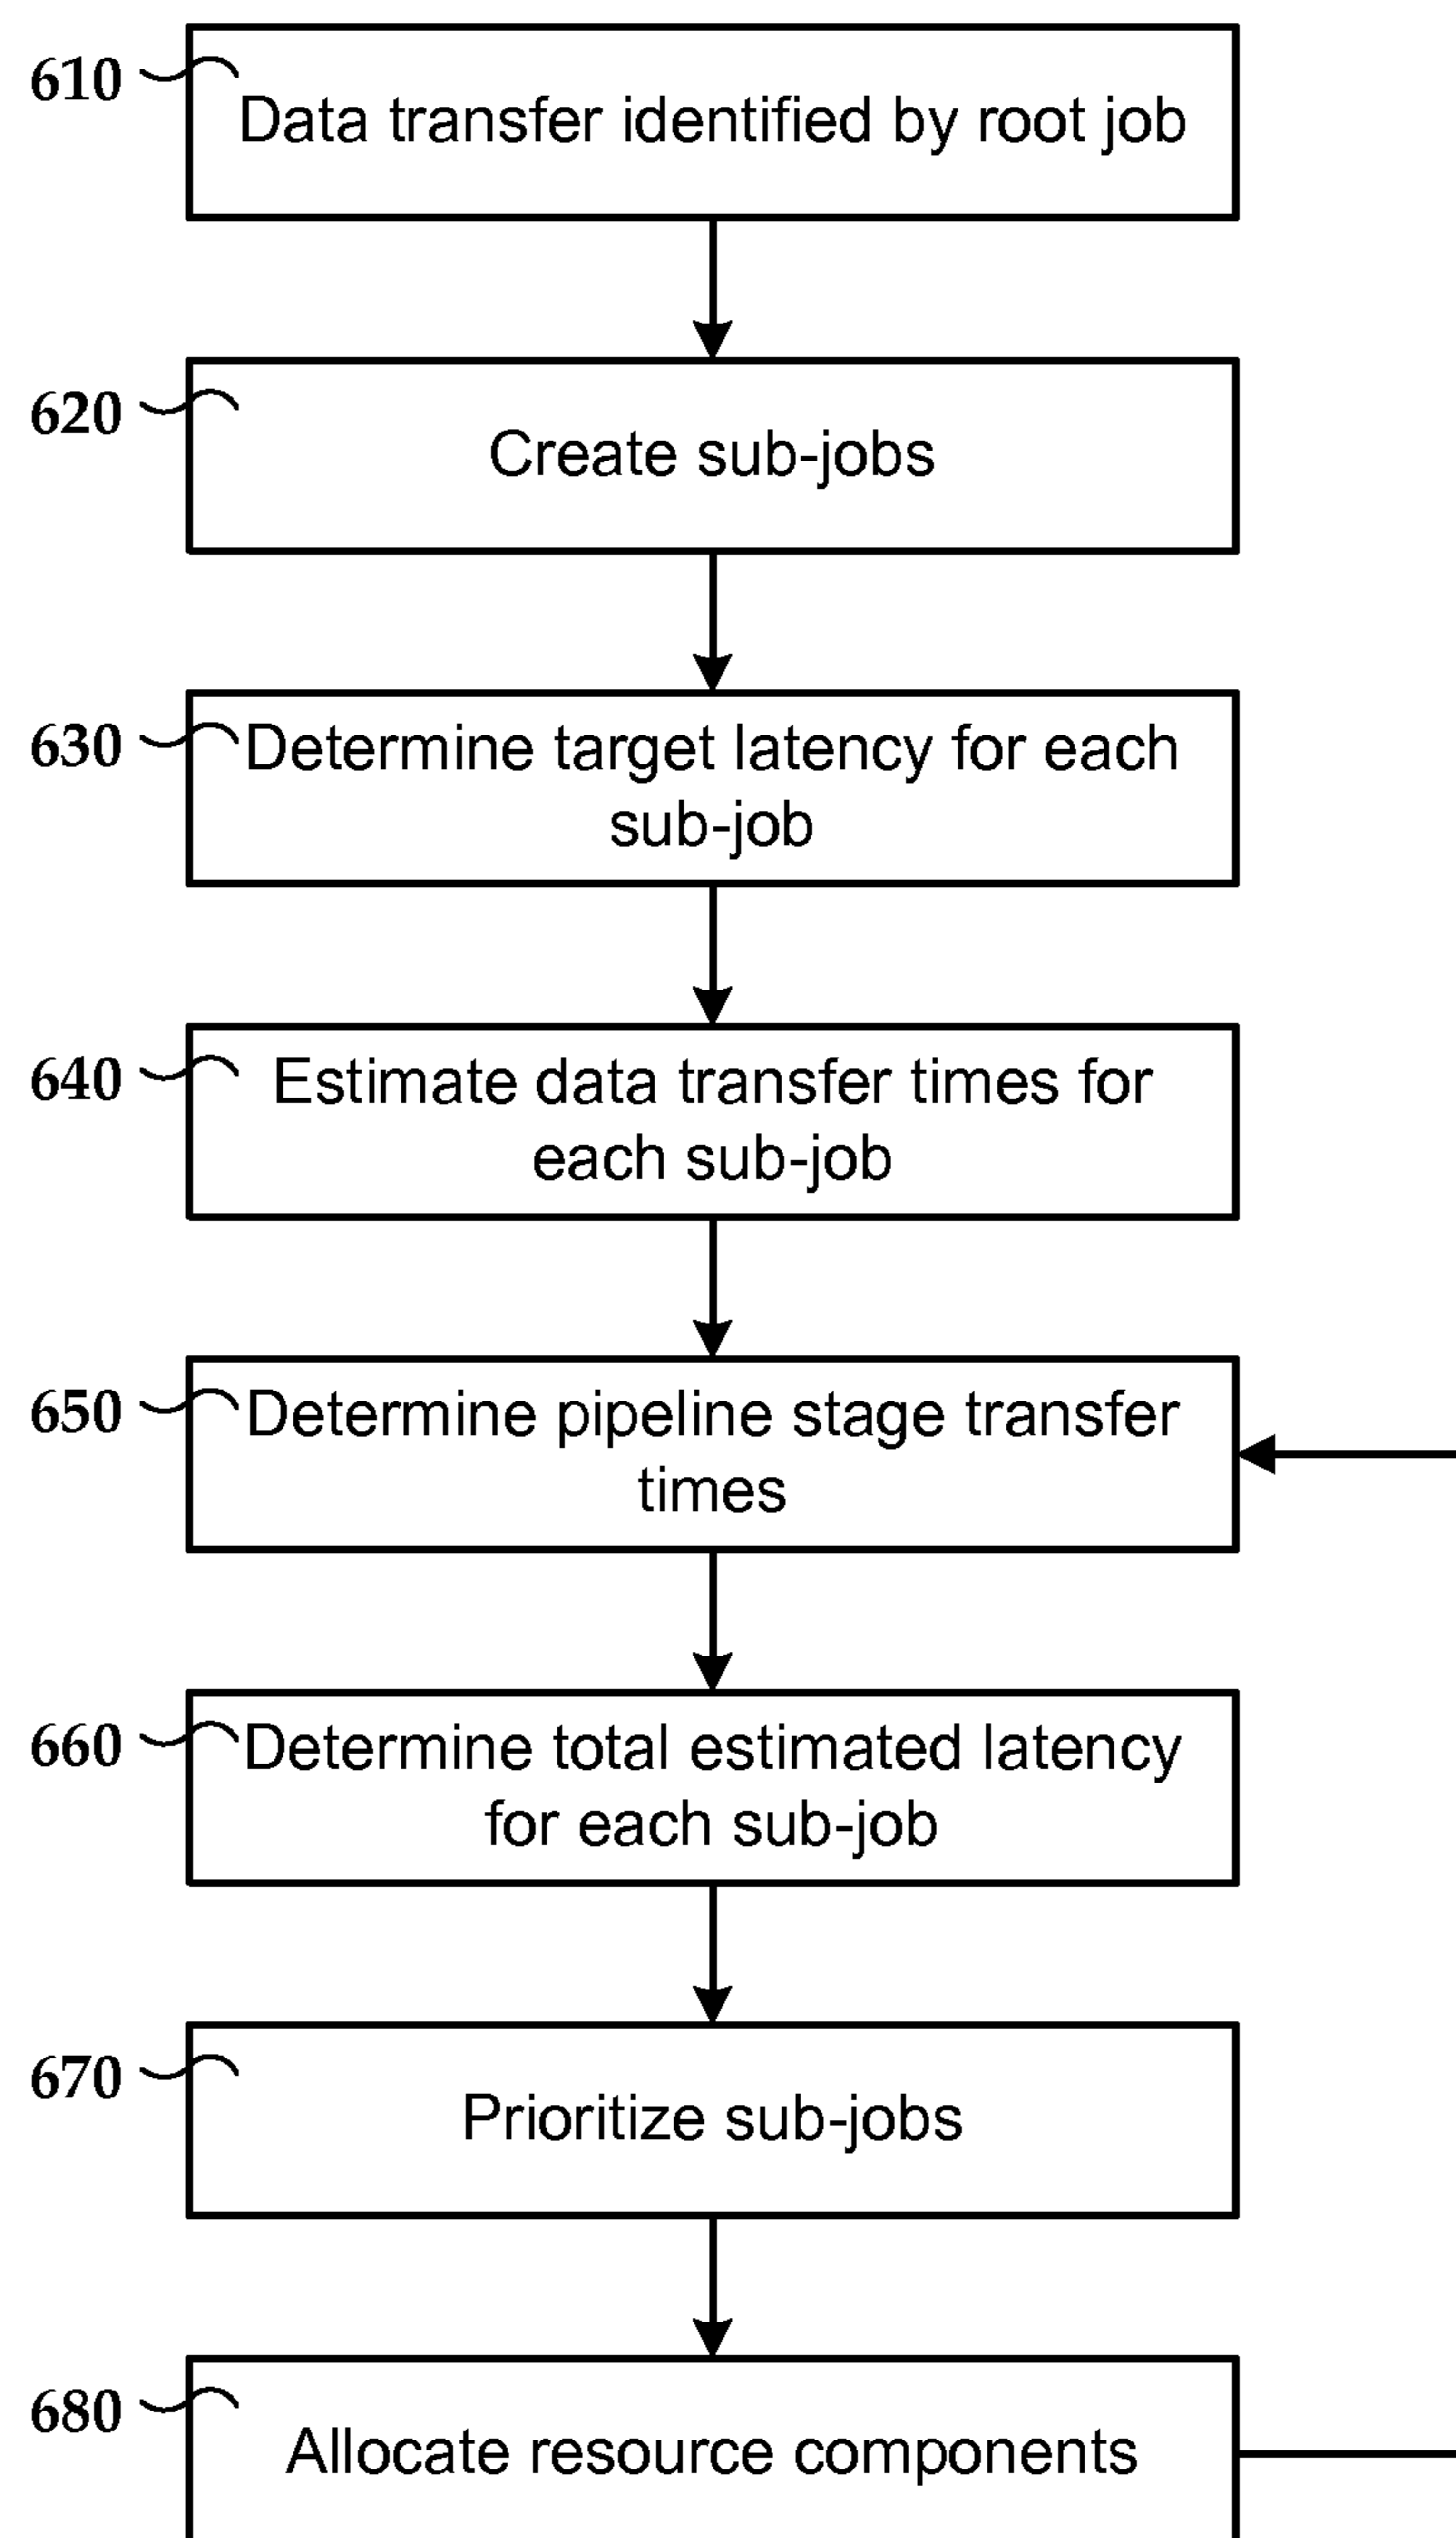 610
Data transfer identified by root job
620
Create sub-jobs
630
Determine target latency for each
sub-job
640
Estimate data transfer times for
each sub-job
650
Determine pipeline stage transfer
times
660
Determine total estimated latency
for each sub-job
670
Prioritize sub-jobs
680
Allocate resource components